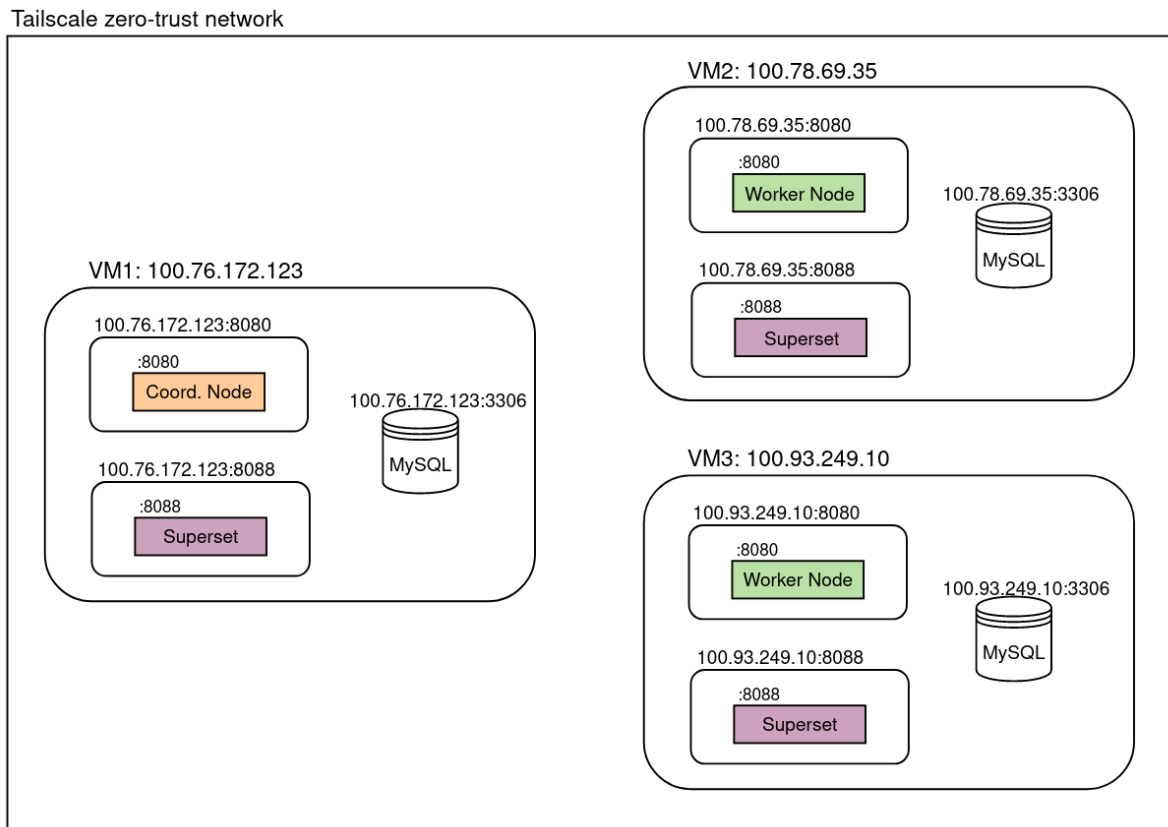 Tailscale zero-trust network
VM1: 100.76.172.123
100.76.172.123:8080
:8080
Coord. Node
100.76.172.123:3306
MySQL
100.76.172.123:8088
:8088
Superset
VM2: 100.78.69.35
100.78.69.35:8080
:8080
Worker Node
100.78.69.35:3306
MySQL
100.78.69.35:8088
:8088
Superset
VM3: 100.93.249.10
100.93.249.10:8080
:8080
Worker Node
100.93.249.10:3306
MySQL
100.93.249.10:8088
:8088
Superset